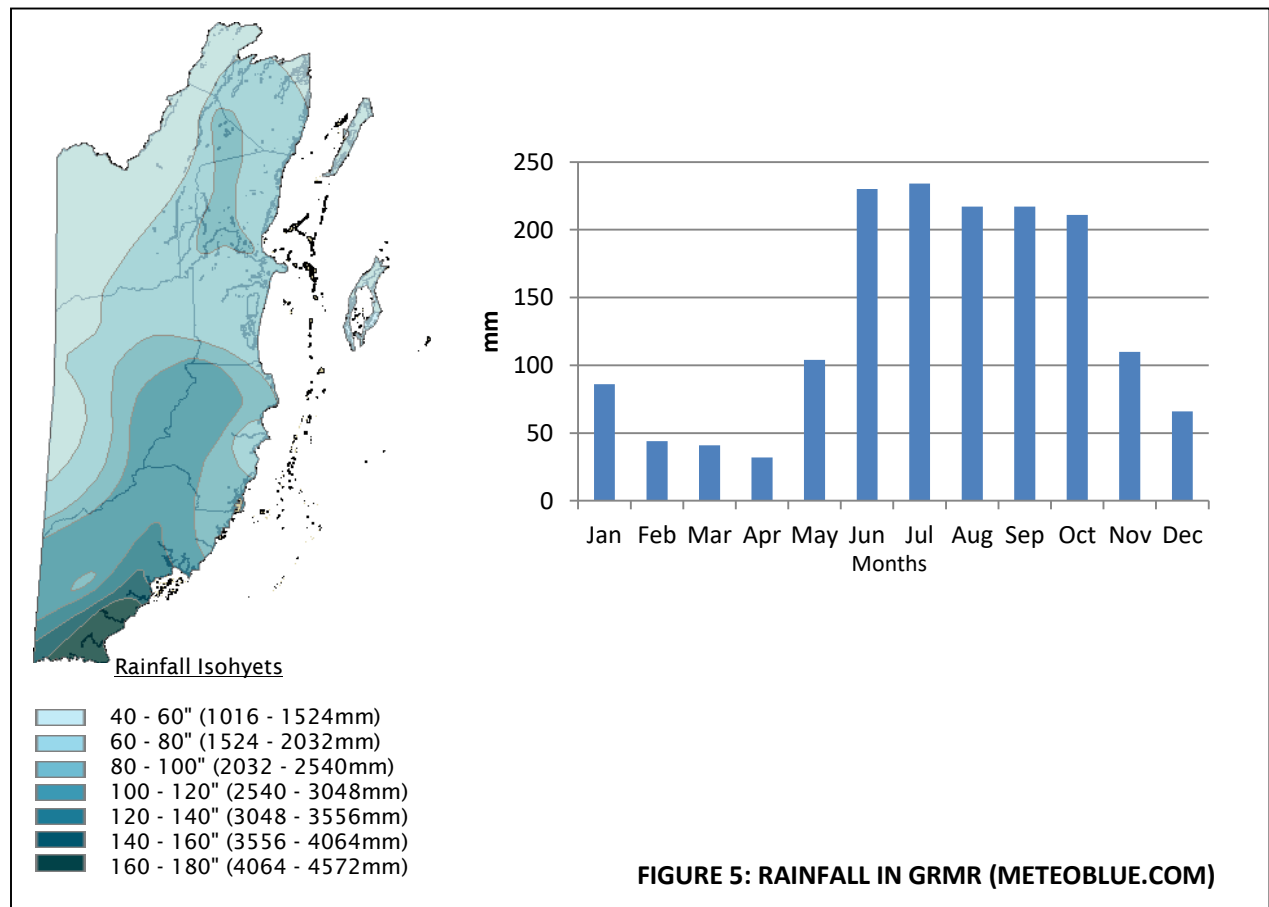 Rainfall Isohyets
40 - 60" (1016 - 1524mm)
60 - 80" (1524 - 2032mm)
80 - 100" (2032 - 2540mm)
100 - 120" (2540 - 3048mm)
120 - 140" (3048 - 3556mm)
140 - 160" (3556 - 4064mm)
160 - 180" (4064 - 4572mm)
250
200
150
100
50
0
mm
Jan Feb Mar Apr May Jun Jul Aug Sep Oct Nov Dec
Months
FIGURE 5: RAINFALL IN GRMR (METEOBLUE.COM)